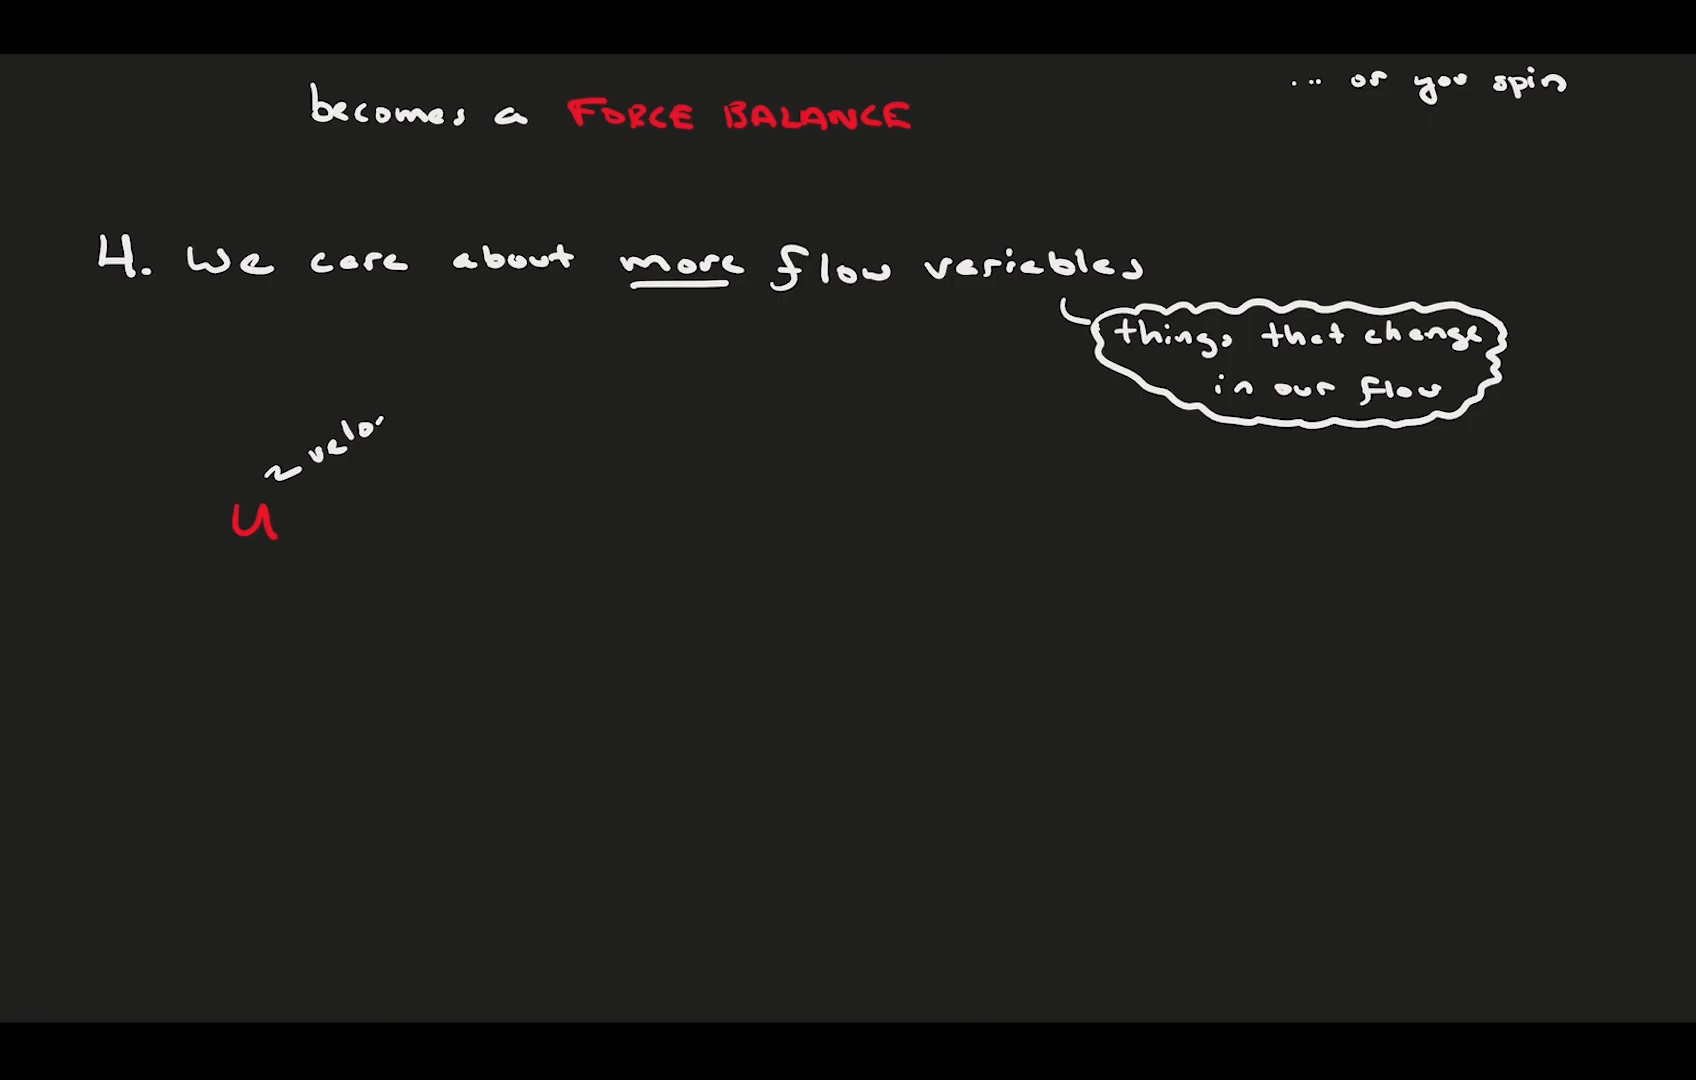 ... or you spin
becomes a FORCE BALANCE
4. We care about more flow variables
things that change
in our flow
velo
u